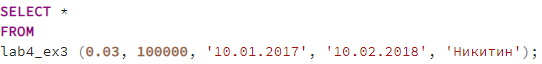 SELECT *
FROM
lab4_ex3 (0.03, 100000, '10.01.2017', '10.02.2018', 'Никитин');